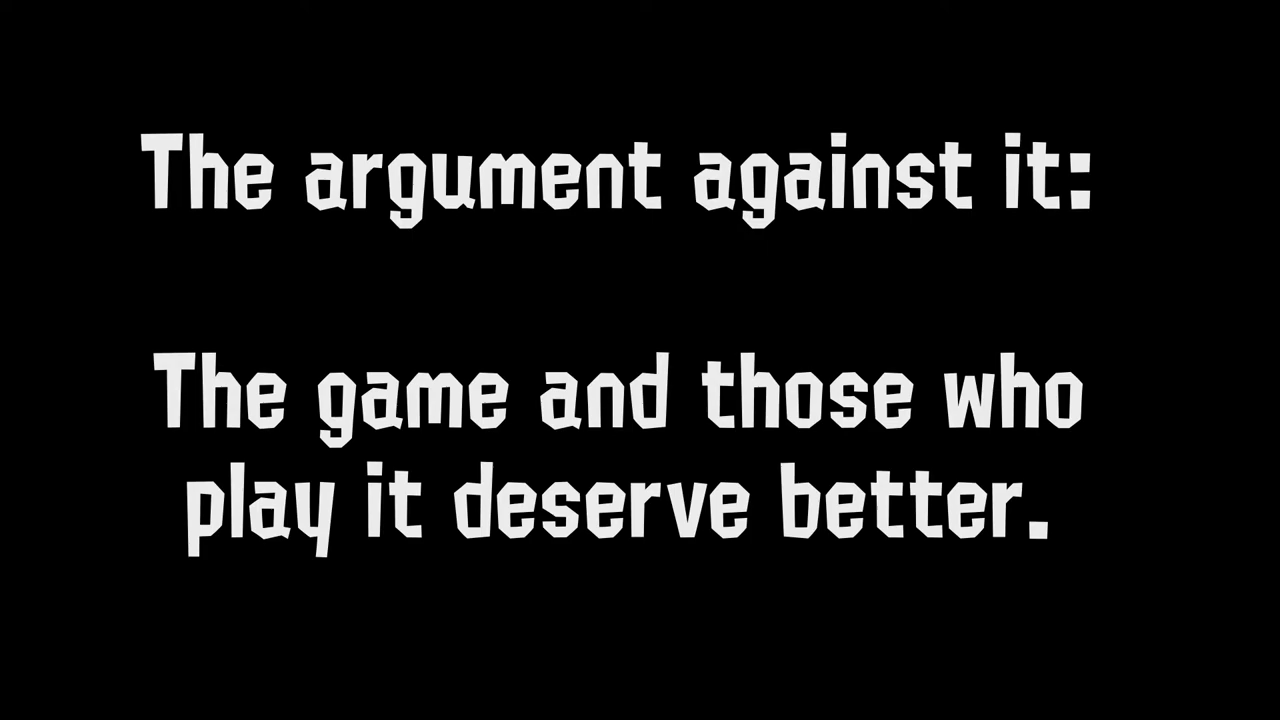 The argument against it:
The game and those who
play it deserve better.